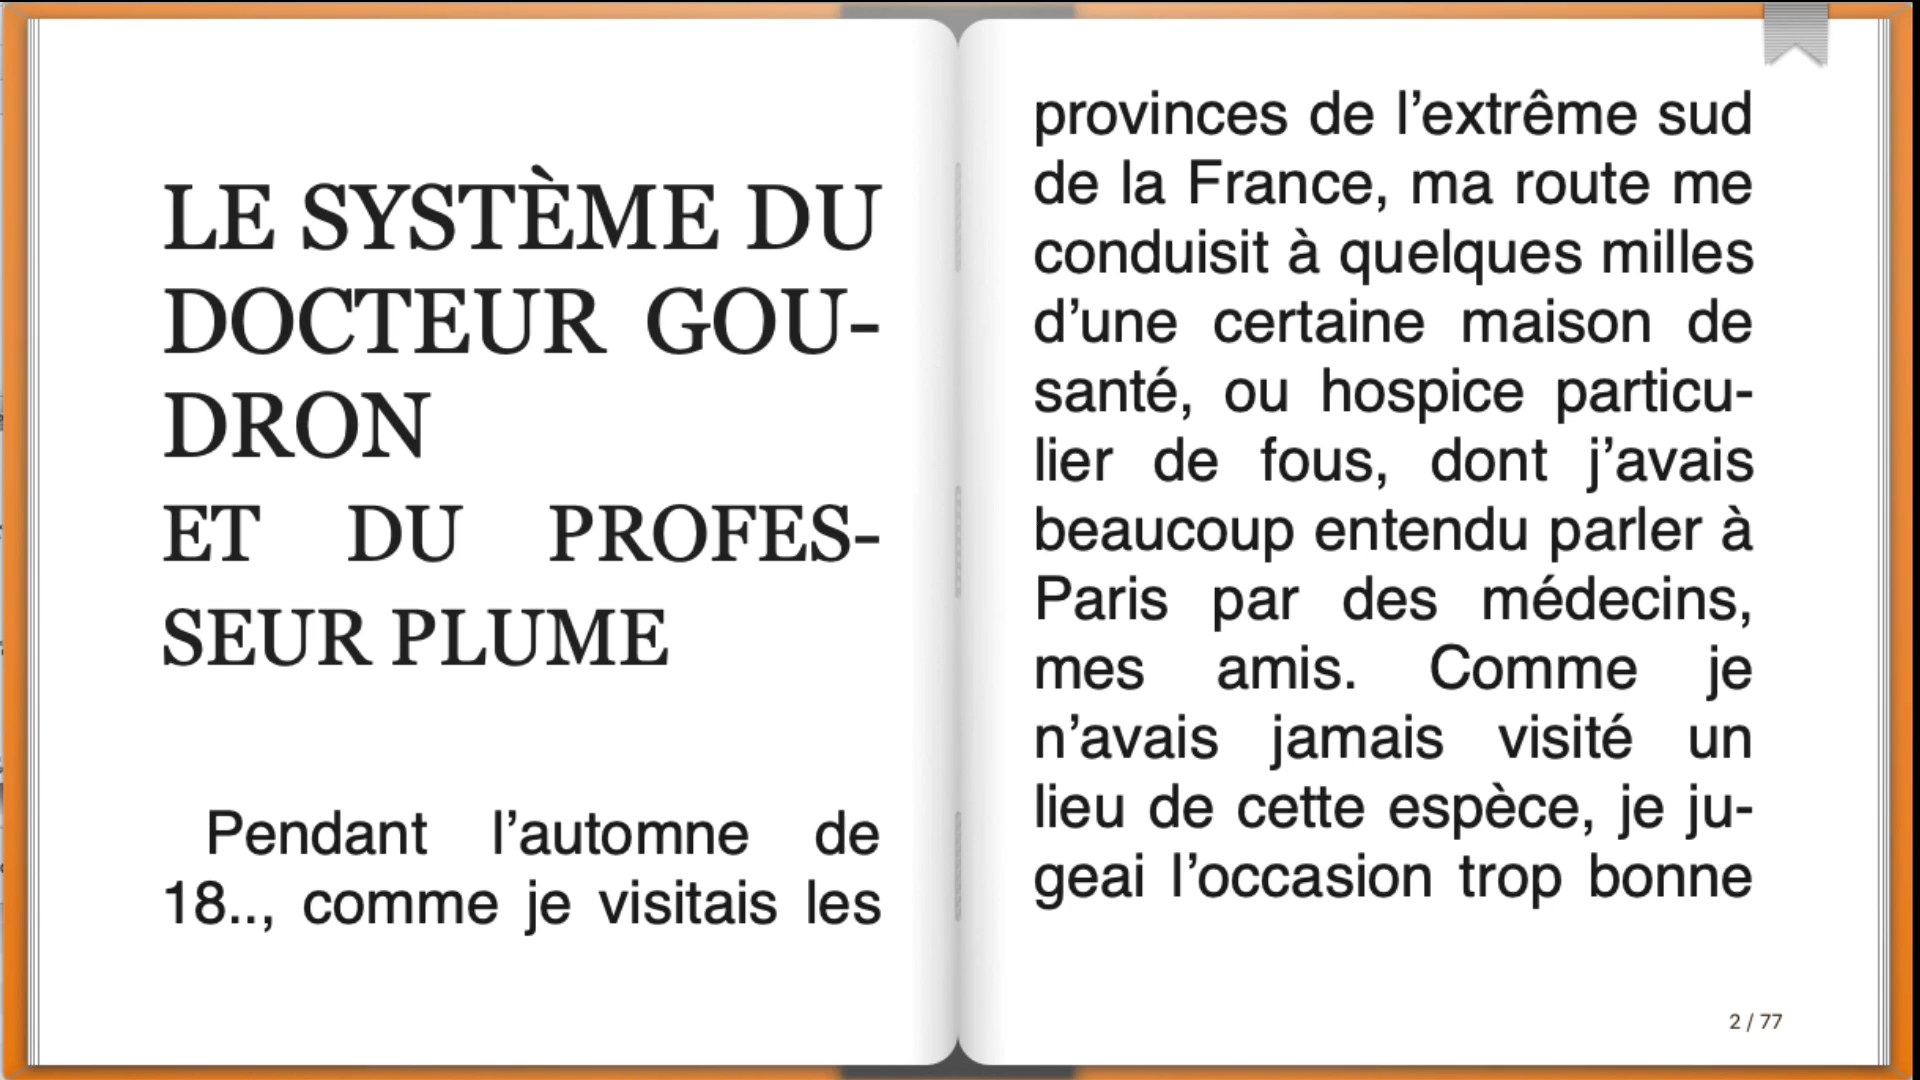 LE SYSTÈME DU
DOCTEUR GOU-
DRON
ET DU PROFES-
SEUR PLUME
Pendant l’automne de
18.., comme je visitais les
provinces de l’extrême sud
de la France, ma route me
conduisit à quelques milles
d’une certaine maison de
santé, ou hospice particu-
lier de fous, dont j’avais
beaucoup entendu parler à
Paris par des médecins,
mes amis. Comme je
n’avais jamais visité un
lieu de cette espèce, je ju-
geai l’occasion trop bonne
2 / 77